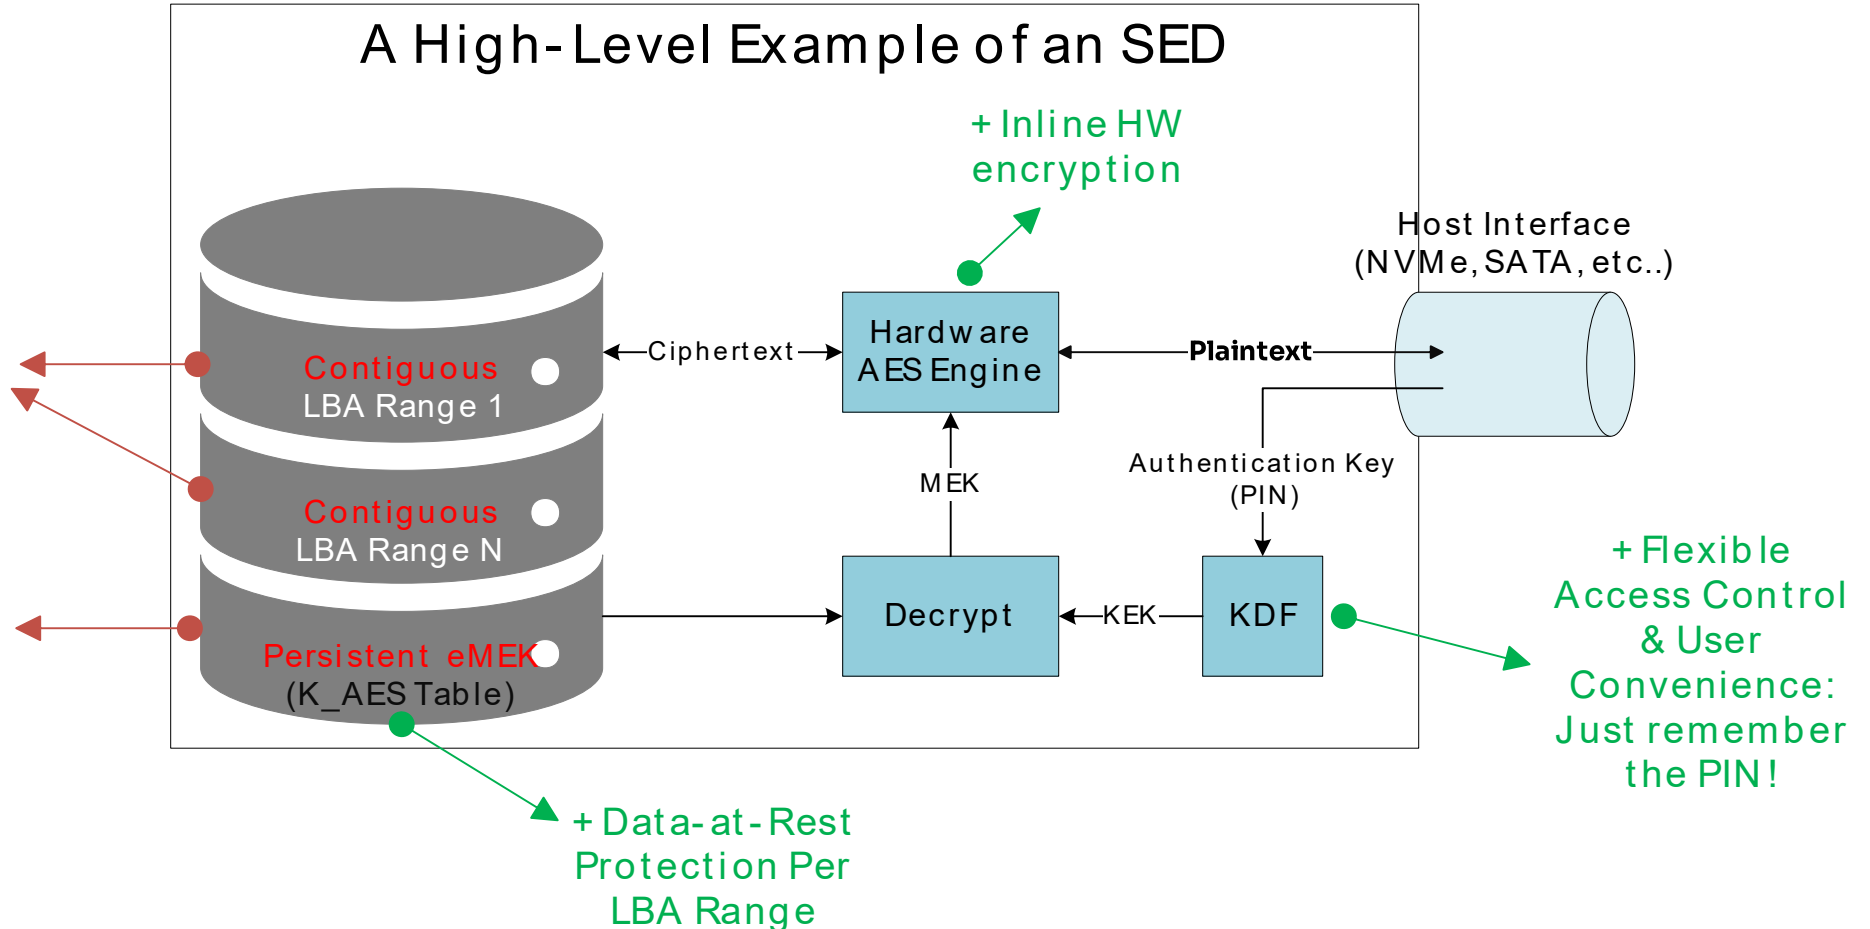 A High-Level Example of an SED
+ Inline HW
encryption
Host Interface
(NVMe, SATA, etc..)
Hardware
AES Engine
Ciphertext
Plaintext
Contiguous
LBA Range 1
MEK
Authentication Key
(PIN)
Contiguous
LBA Range N
Decrypt
KEK
KDF
+ Flexible
Access Control
& User
Convenience:
Just remember
the PIN!
Persistent eMEK
(K_AES Table)
+ Data-at-Rest
Protection Per
LBA Range